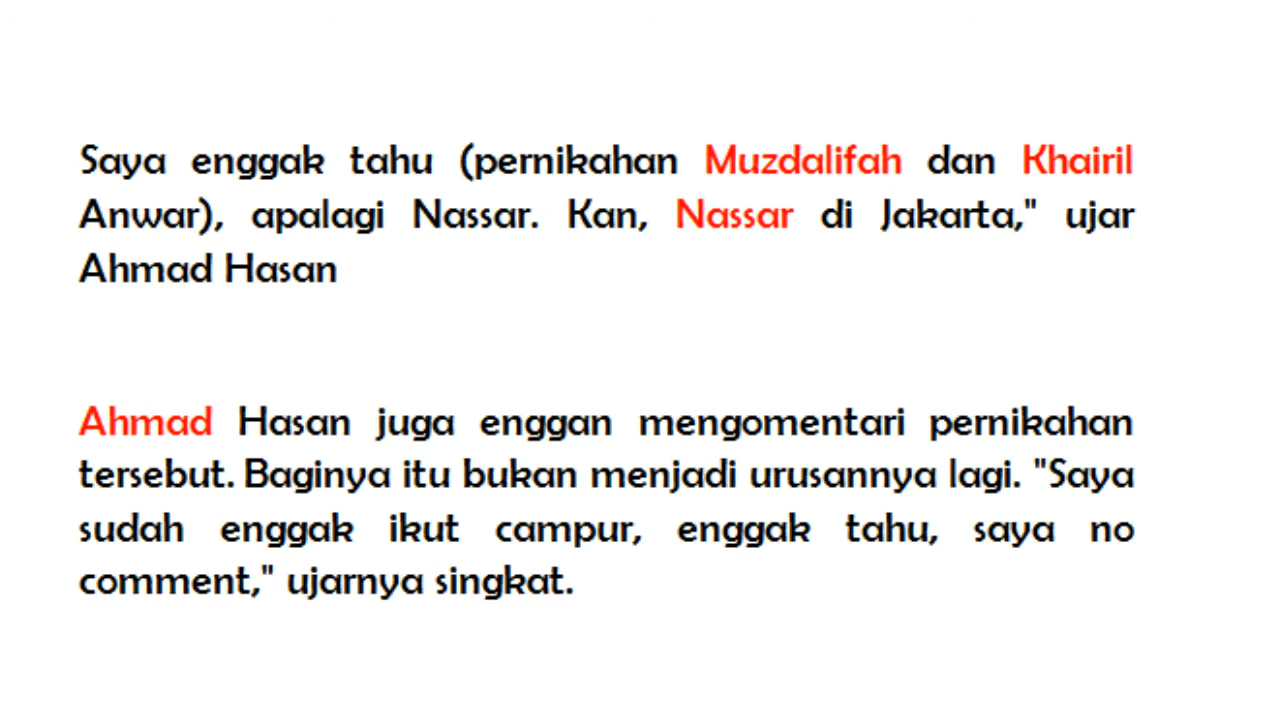 Saya enggak tahu (pernikahan Muzdalifah dan Khairil
Anwar), apalagi Nassar. Kan, Nassar di Jakarta," ujar
Ahmad Hasan
Ahmad Hasan juga enggan mengomentari pernikahan
tersebut. Baginya itu bukan menjadi urusannya lagi. "Saya
sudah enggak ikut campur, enggak tahu, saya no
comment," ujarnya singkat.